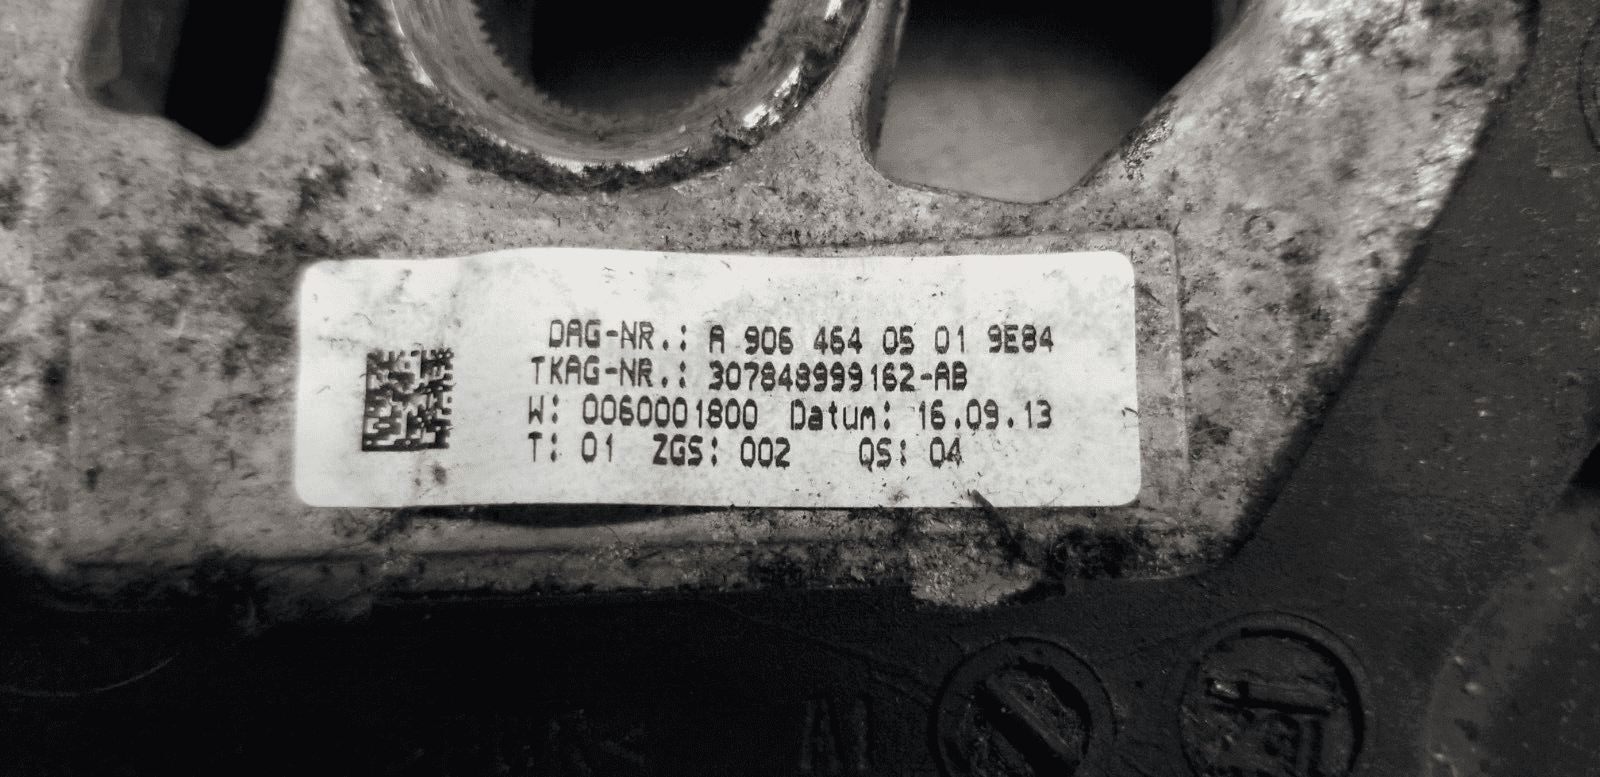 DAG-NR.: A 906 464 05 01 9E84
TKAG-NR.: 307848999162-AB
W: 0060001800 Datum: 16.09.13
T: 01 ZGS: 002 QS: 04